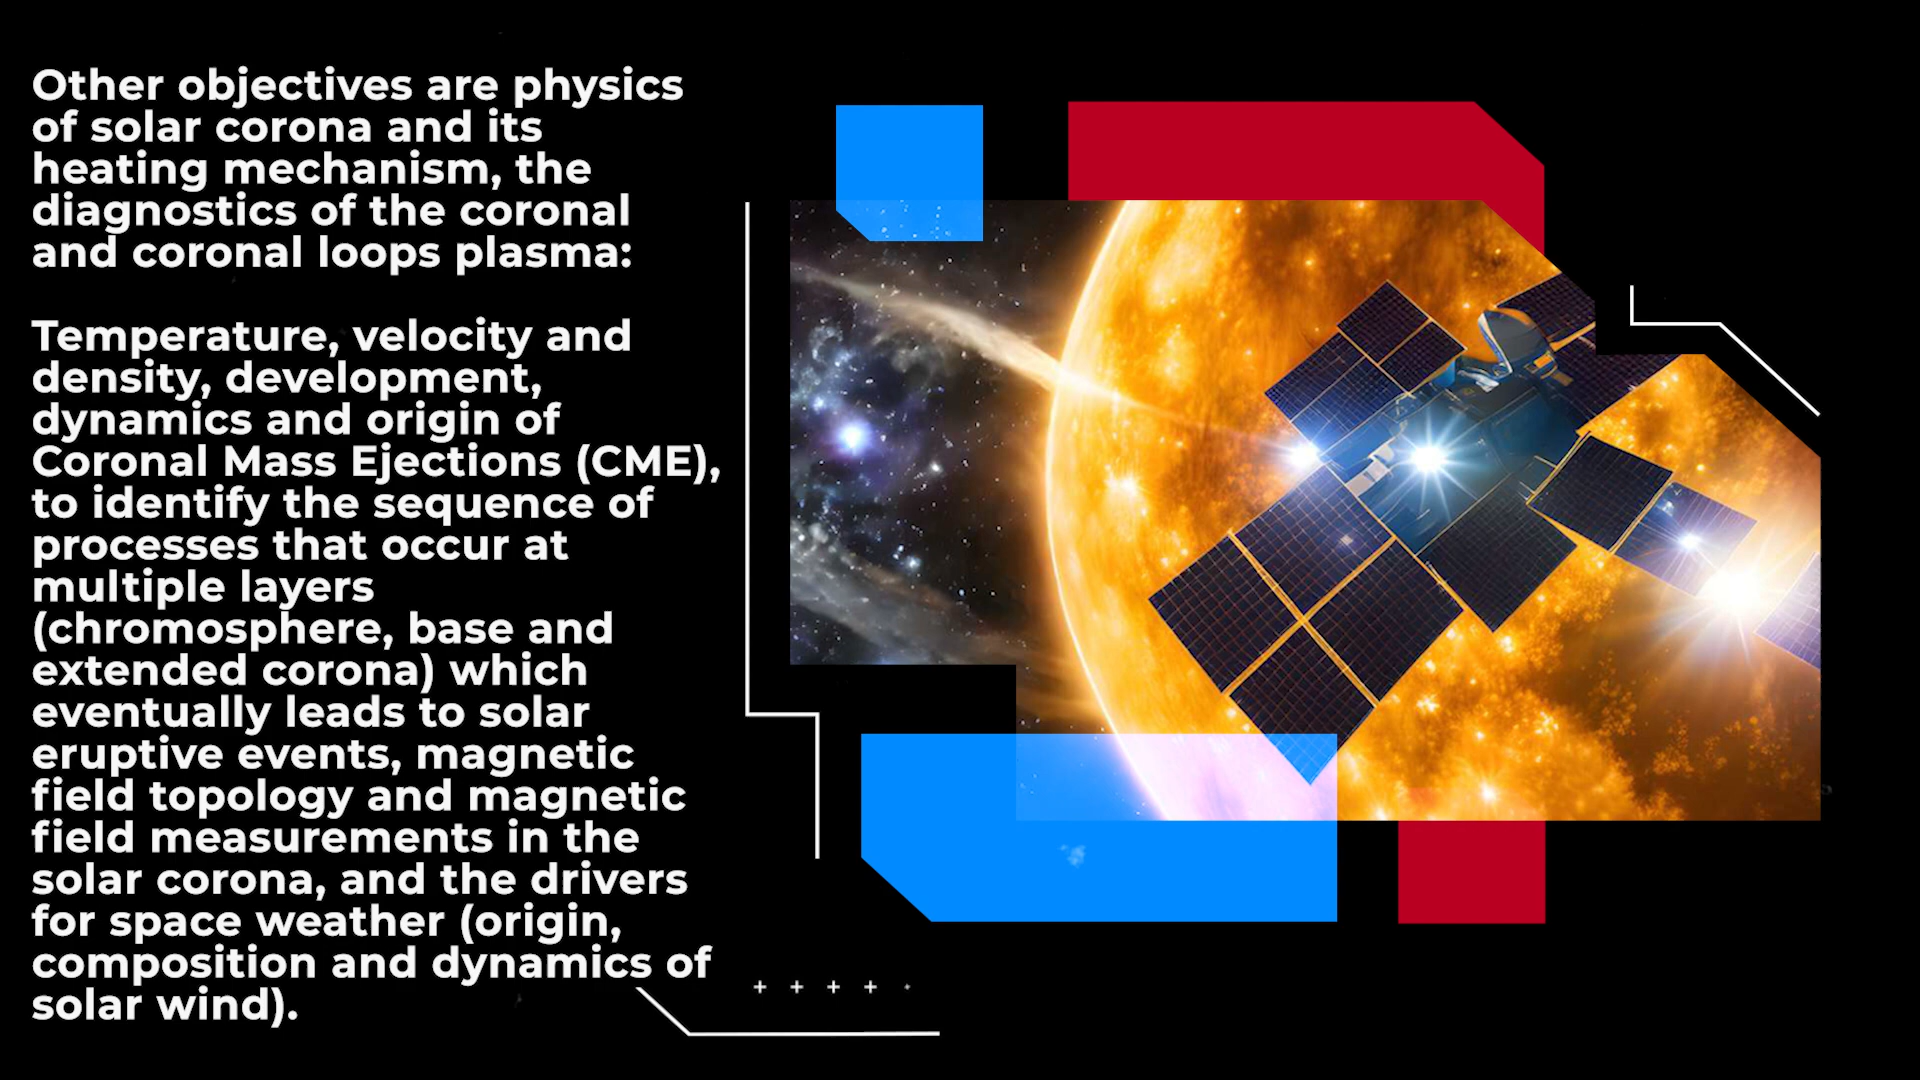 Other objectives are physics
of solar corona and its
heating mechanism, the
diagnostics of the coronal
and coronal loops plasma:
Temperature, velocity and
density, development,
dynamics and origin of
Coronal Mass Ejections (CME),
to identify the sequence of
processes that occur at
multiple layers
(chromosphere, base and
extended corona) which
eventually leads to solar
eruptive events, magnetic
field topology and magnetic
field measurements in the
solar corona, and the drivers
for space weather (origin,
composition and dynamics of
solar wind).